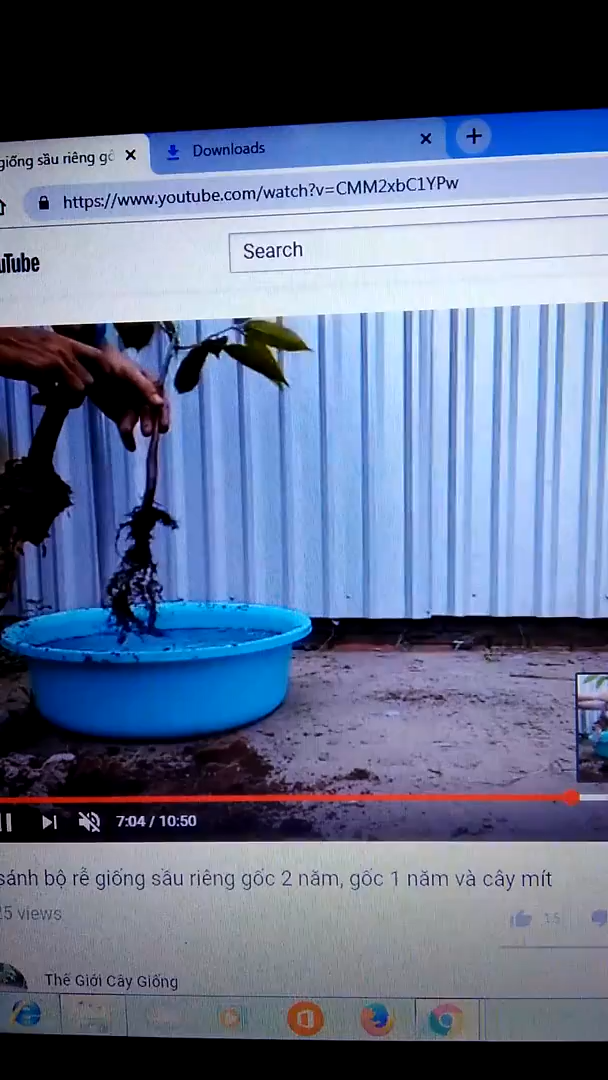 giống sầu riêng gố
Downloads
https://www.youtube.com/watch?v=CMM2xbC1YPw
uTube
Search
7:04 / 10:50
sánh bộ rễ giống sầu riêng gốc 2 năm, gốc 1 năm và cây mít
25 views
15
Thế Giới Cây Giống